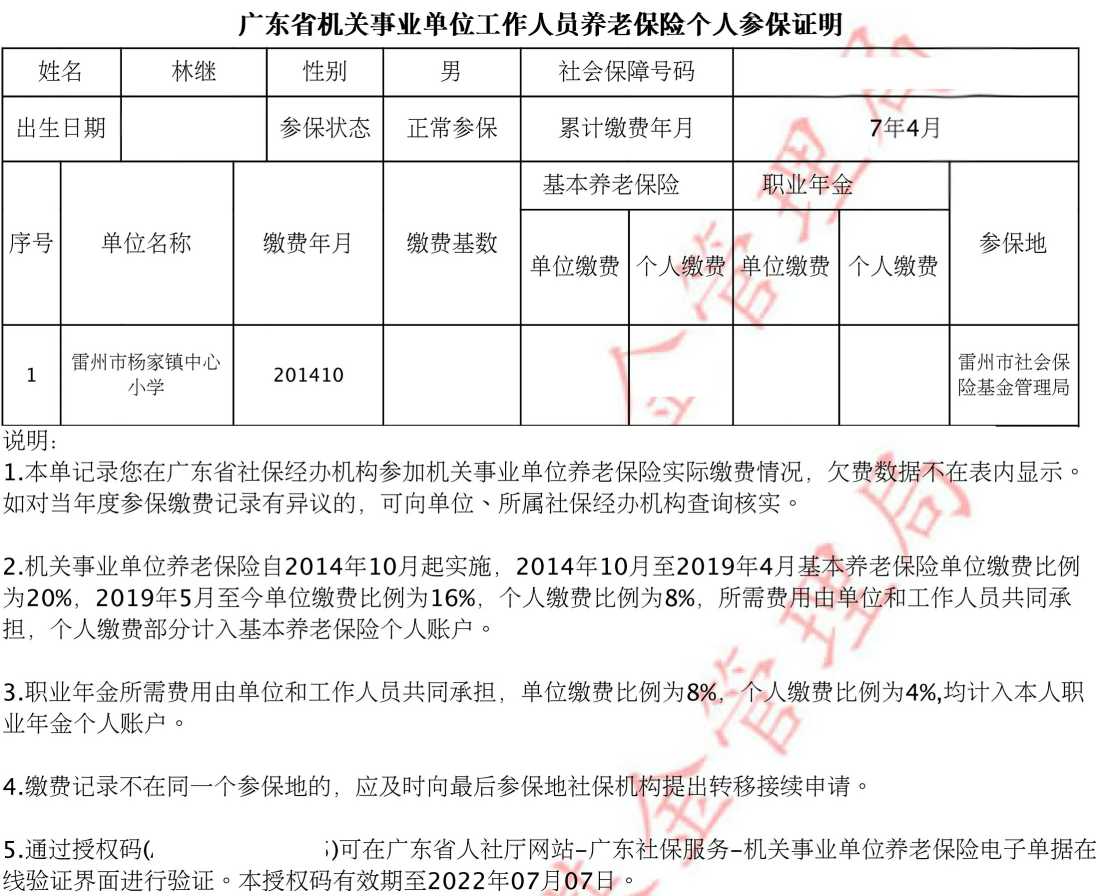 广东省机关事业单位工作人员养老保险个人参保证明
姓名 林继 性别 男 社会保障号码
出生日期 参保状态 正常参保 累计缴费年月 7年4月
序号 单位名称 缴费年月 缴费基数 基本养老保险 职业年金 参保地
单位缴费 个人缴费 单位缴费 个人缴费
1 雷州市杨家镇中心 201410 雷州市社会保
小学 险基金管理局
说明:
1.本单记录您在广东省社保经办机构参加机关事业单位养老保险实际缴费情况，欠费数据不在表内显示。
如对当年度参保缴费记录有异议的，可向单位、所属社保经办机构查询核实。
2.机关事业单位养老保险自2014年10月起实施，2014年10月至2019年4月基本养老保险单位缴费比例
为20%，2019年5月至今单位缴费比例为16%，个人缴费比例为8%，所需费用由单位和工作人员共同承
担，个人缴费部分计入基本养老保险个人账户。
3.职业年金所需费用由单位和工作人员共同承担，单位缴费比例为8%，个人缴费比例为4%,均计入本人职
业年金个人账户。
4.缴费记录不在同一个参保地的，应及时向最后参保地社保机构提出转移接续申请。
5.通过授权码( )可在广东省人社厅网站–广东社保服务–机关事业单位养老保险电子单据在
线验证界面进行验证。本授权码有效期至2022年07月07日。
金管理局
金管理局